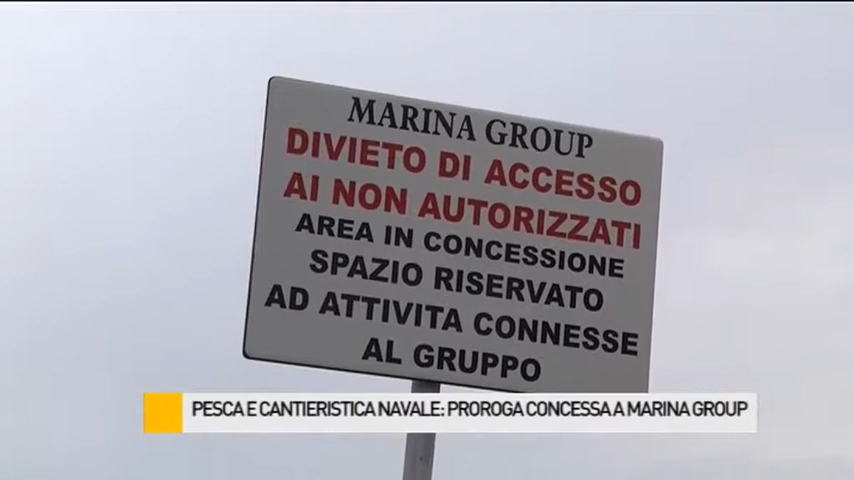 MARINA GROUP
DIVIETO DI ACCESSO
AI NON AUTORIZZATI
AREA IN CONCESSIONE
SPAZIO RISERVATO
AD ATTIVITA CONNESSE
AL GRUPPO
PESCA E CANTIERISTICA NAVALE: PROROGA CONCESSA A MARINA GROUP